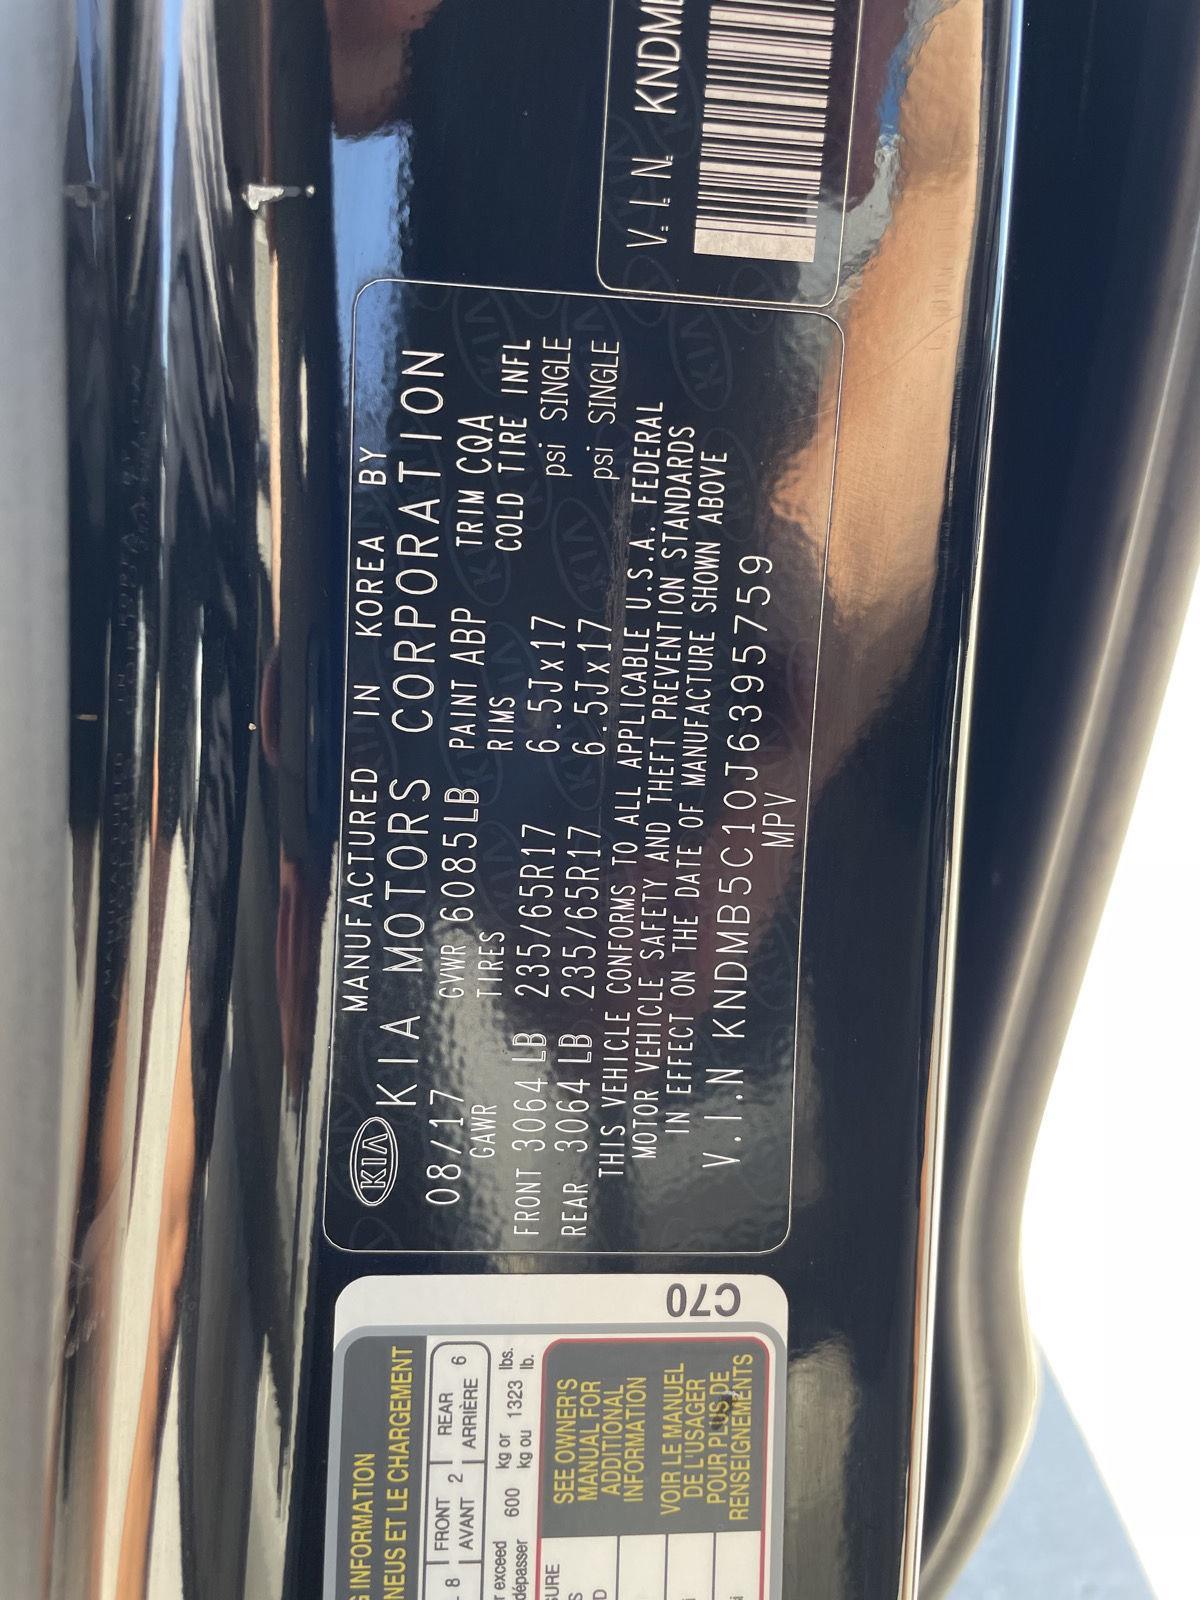 KIA
MANUFACTURED IN KOREA BY
KIA MOTORS CORPORATION
08/17 GVWR 6085LB PAINT ABP TRIM CQA
GAWR TIRES RIMS COLD TIRE INFL
FRONT 3064 LB 235/65R17 6.5Jx17 psi SINGLE
REAR 3064 LB 235/65R17 6.5Jx17 psi SINGLE
THIS VEHICLE CONFORMS TO ALL APPLICABLE U.S.A. FEDERAL
MOTOR VEHICLE SAFETY AND THEFT PREVENTION STANDARDS
IN EFFECT ON THE DATE OF MANUFACTURE SHOWN ABOVE
V.I.N KNDMB5C10J6395759
MPV
V.I.N. KNDM
C70
INFORMATION
PNEUS ET LE CHARGEMENT
8 FRONT 2 REAR 6
AVANT ARRIÈRE
exceed 600 kg or 1323 lbs.
dépasser kg ou lb.
SEE OWNER'S
MANUAL FOR
ADDITIONAL
INFORMATION
VOIR LE MANUEL
DE L'USAGER
POUR PLUS DE
RENSEIGNEMENTS